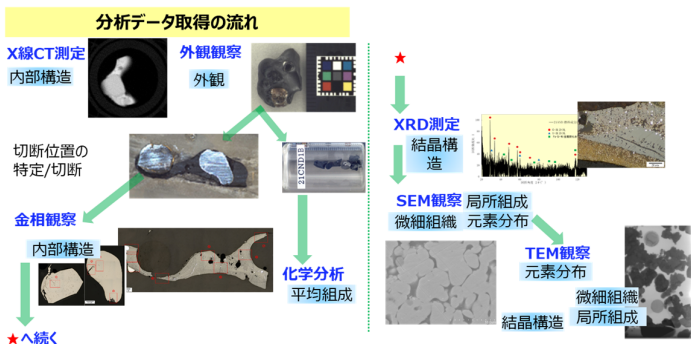 分析データ取得の流れ
X線CT測定
内部構造
外観観察
外観
切断位置の
特定/切断
21CND1B
金相観察
内部構造
化学分析
平均組成
★へ続く
★
XRD測定
結晶構
造
SEM観察
局所組成
微細組織
元素分布
TEM観察
元素分布
微細組織
局所組成
結晶構造